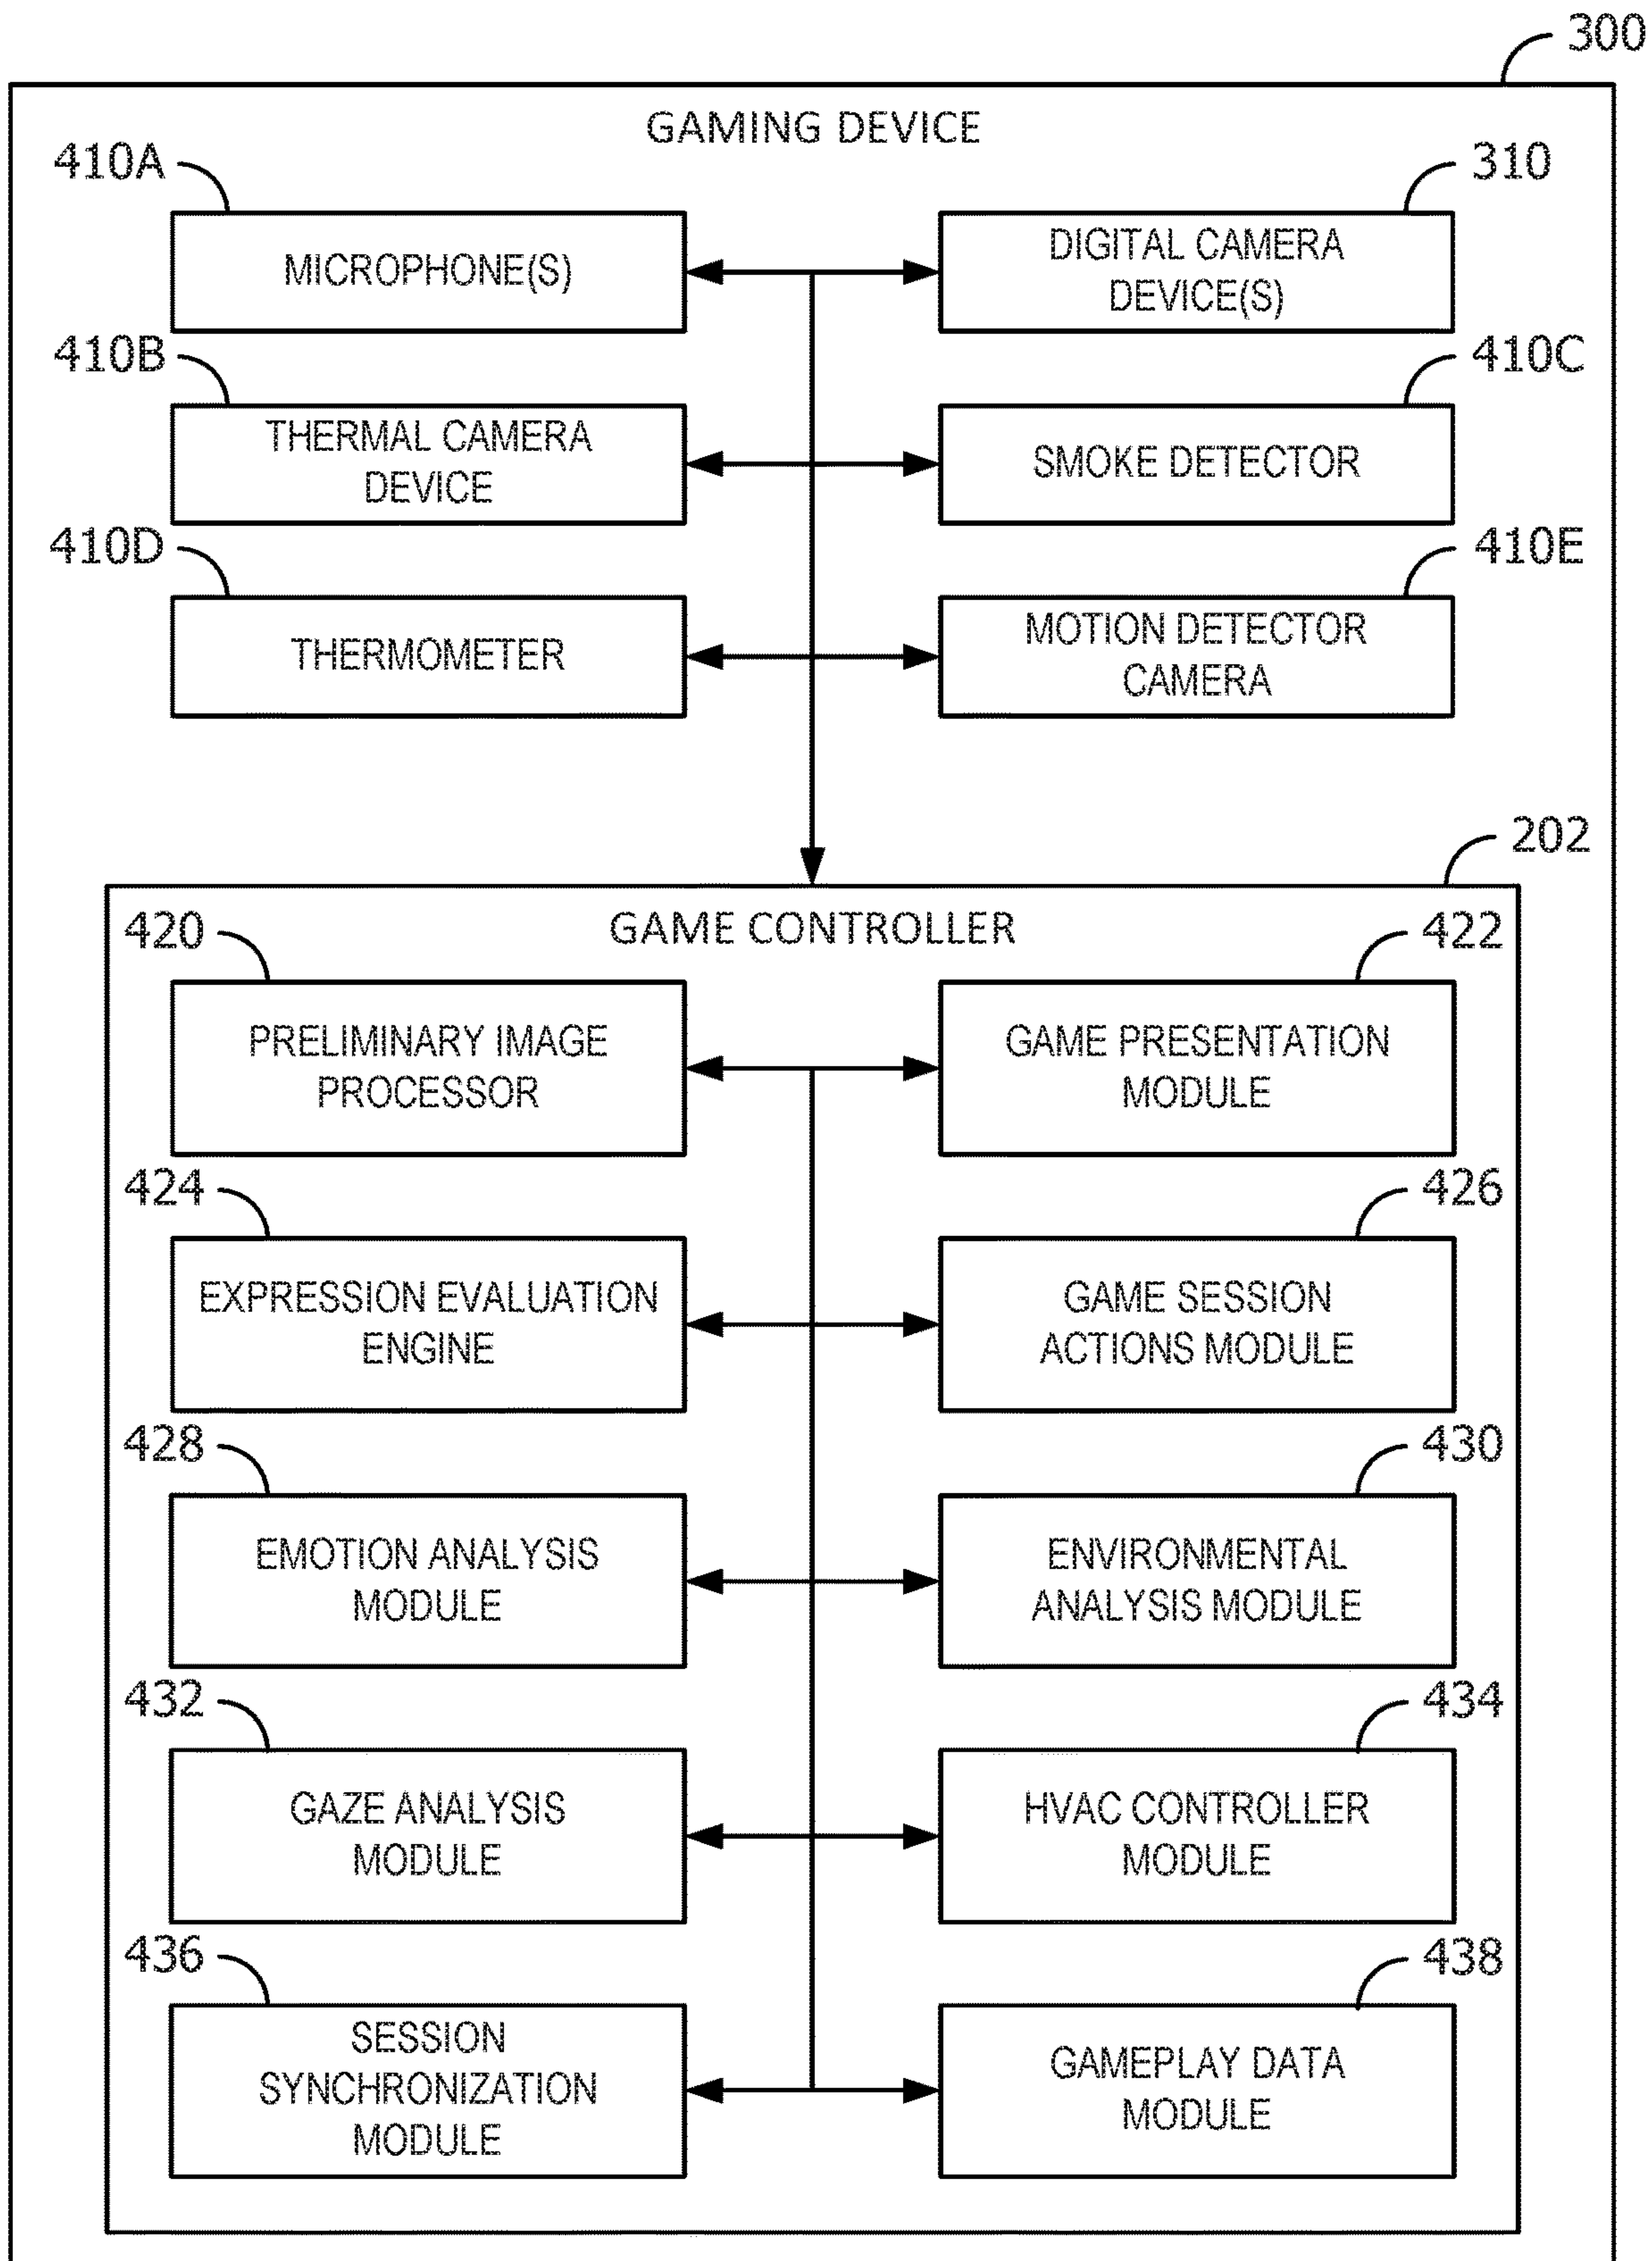 300
GAMING DEVICE
410A
310
MICROPHONE(S)
DIGITAL CAMERA
DEVICE(S)
410B
410C
THERMAL CAMERA
DEVICE
SMOKE DETECTOR
410D
410E
THERMOMETER
MOTION DETECTOR
CAMERA
202
GAME CONTROLLER
420
422
PRELIMINARY IMAGE
PROCESSOR
GAME PRESENTATION
MODULE
424
426
EXPRESSION EVALUATION
ENGINE
GAME SESSION
ACTIONS MODULE
428
430
EMOTION ANALYSIS
MODULE
ENVIRONMENTAL
ANALYSIS MODULE
432
434
GAZE ANALYSIS
MODULE
HVAC CONTROLLER
MODULE
436
438
SESSION
SYNCHRONIZATION
MODULE
GAMEPLAY DATA
MODULE